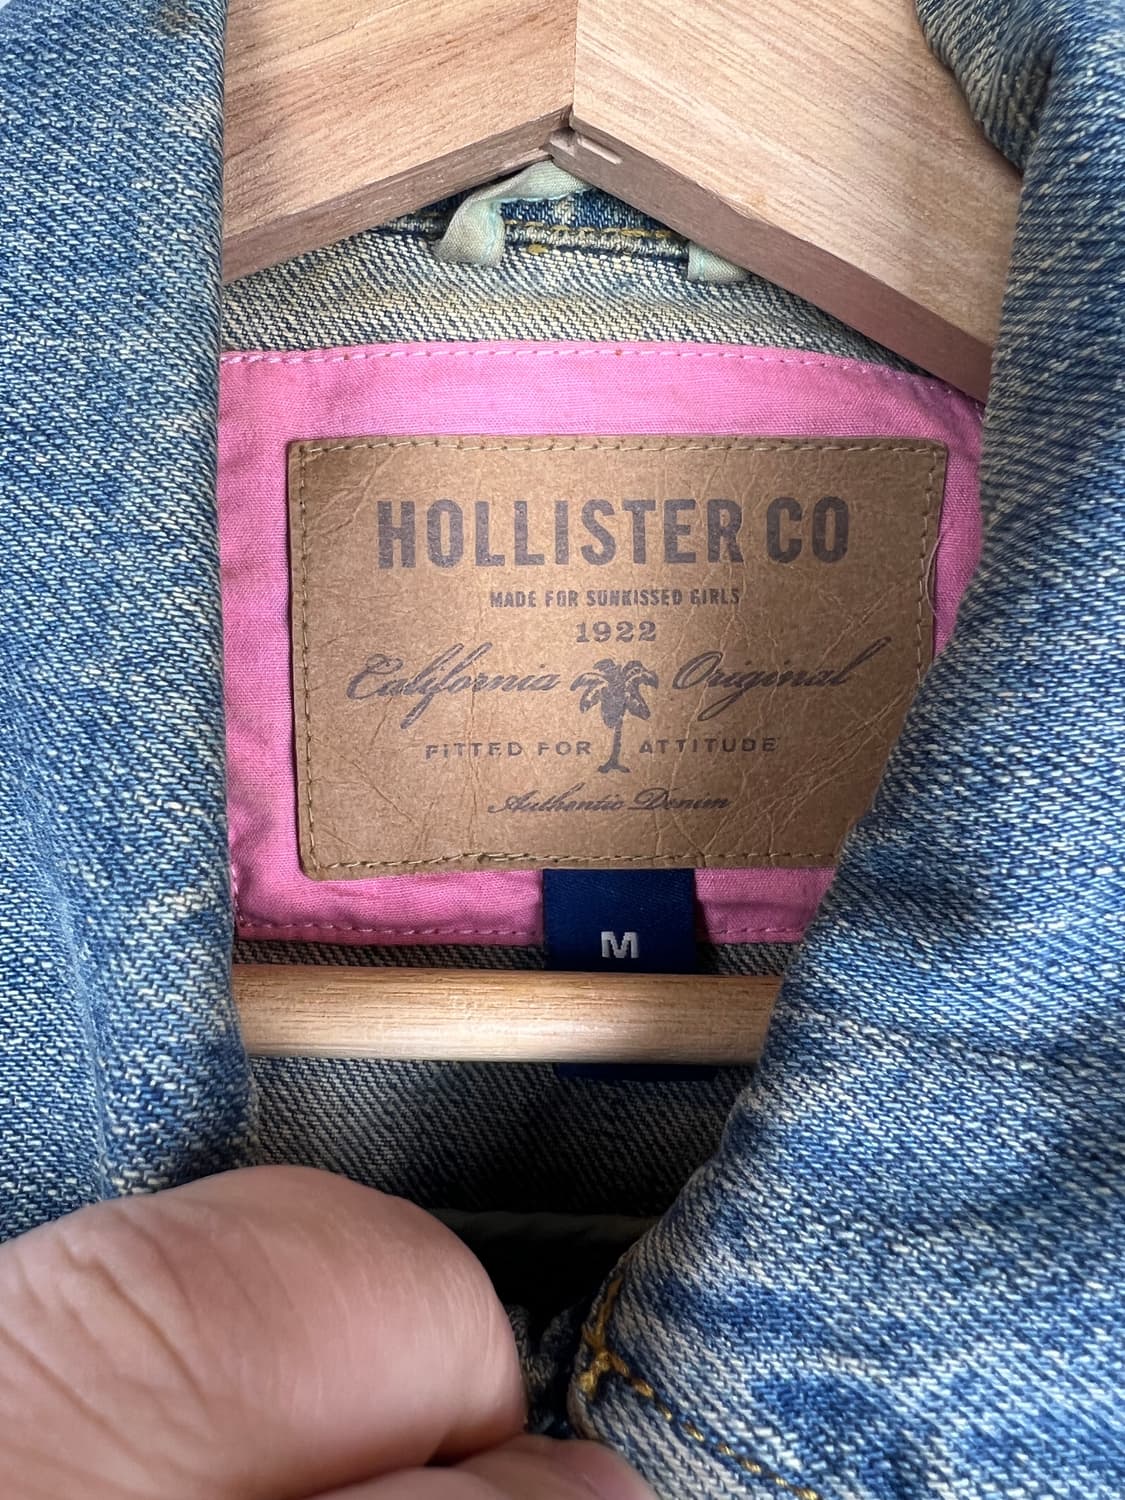 HOLLISTER CO
MADE FOR SUNKISSED GIRLS
1922
California Original
FITTED FOR ATTITUDE
Authentic Denim
M